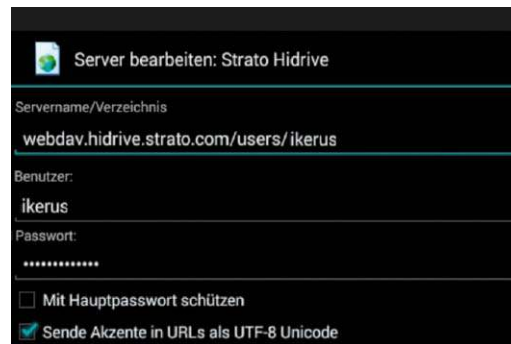 Server bearbeiten: Strato Hidrive
Servername/Verzeichnis
webdav.hidrive.strato.com/users/ikerus
Benutzer:
ikerus
Passwort:
•••••••••••••
Mit Hauptpasswort schützen
Sende Akzente in URLs als UTF-8 Unicode